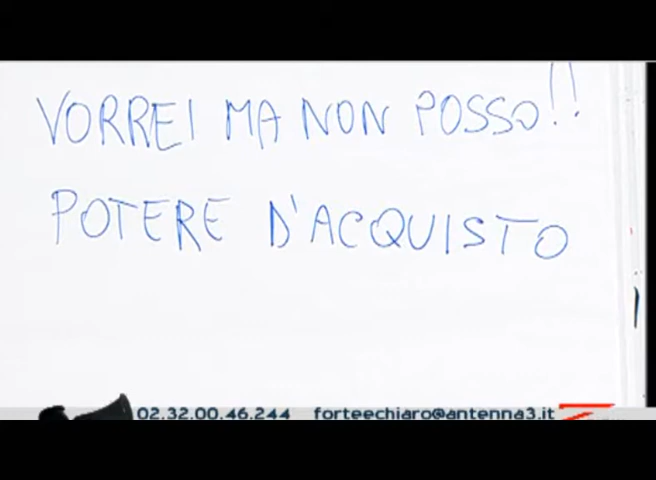 VORREI MA NON POSSO!!
POTERE D'ACQUISTO
02.32.00.46.244 forteechiaro@antenna3.it